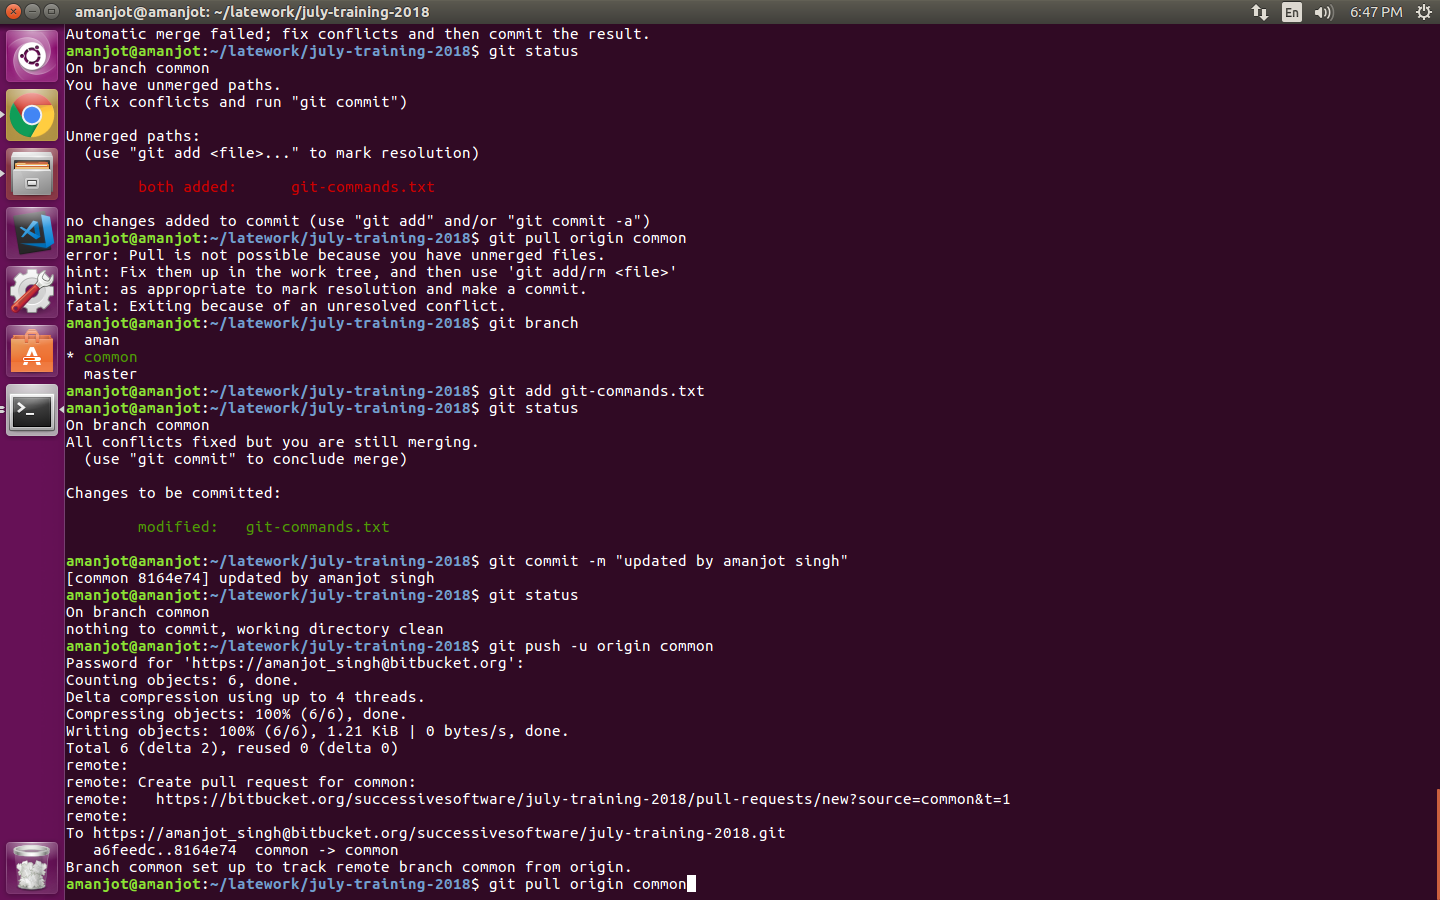 amanjot@amanjot: ~/latework/july-training-2018
En
6:47 PM
Automatic merge failed; fix conflicts and then commit the result.
amanjot@amanjot:~/latework/july-training-2018$ git status
On branch common
You have unmerged paths.
  (fix conflicts and run "git commit")

Unmerged paths:
  (use "git add <file>..." to mark resolution)

        both added:      git-commands.txt

no changes added to commit (use "git add" and/or "git commit -a")
amanjot@amanjot:~/latework/july-training-2018$ git pull origin common
error: Pull is not possible because you have unmerged files.
hint: Fix them up in the work tree, and then use 'git add/rm <file>'
hint: as appropriate to mark resolution and make a commit.
fatal: Exiting because of an unresolved conflict.
amanjot@amanjot:~/latework/july-training-2018$ git branch
  aman
* common
  master
amanjot@amanjot:~/latework/july-training-2018$ git add git-commands.txt
amanjot@amanjot:~/latework/july-training-2018$ git status
On branch common
All conflicts fixed but you are still merging.
  (use "git commit" to conclude merge)

Changes to be committed:

        modified:   git-commands.txt

amanjot@amanjot:~/latework/july-training-2018$ git commit -m "updated by amanjot singh"
[common 8164e74] updated by amanjot singh
amanjot@amanjot:~/latework/july-training-2018$ git status
On branch common
nothing to commit, working directory clean
amanjot@amanjot:~/latework/july-training-2018$ git push -u origin common
Password for 'https://amanjot_singh@bitbucket.org':
Counting objects: 6, done.
Delta compression using up to 4 threads.
Compressing objects: 100% (6/6), done.
Writing objects: 100% (6/6), 1.21 KiB | 0 bytes/s, done.
Total 6 (delta 2), reused 0 (delta 0)
remote:
remote: Create pull request for common:
remote:   https://bitbucket.org/successivesoftware/july-training-2018/pull-requests/new?source=common&t=1
remote:
To https://amanjot_singh@bitbucket.org/successivesoftware/july-training-2018.git
   a6feedc..8164e74  common -> common
Branch common set up to track remote branch common from origin.
amanjot@amanjot:~/latework/july-training-2018$ git pull origin common